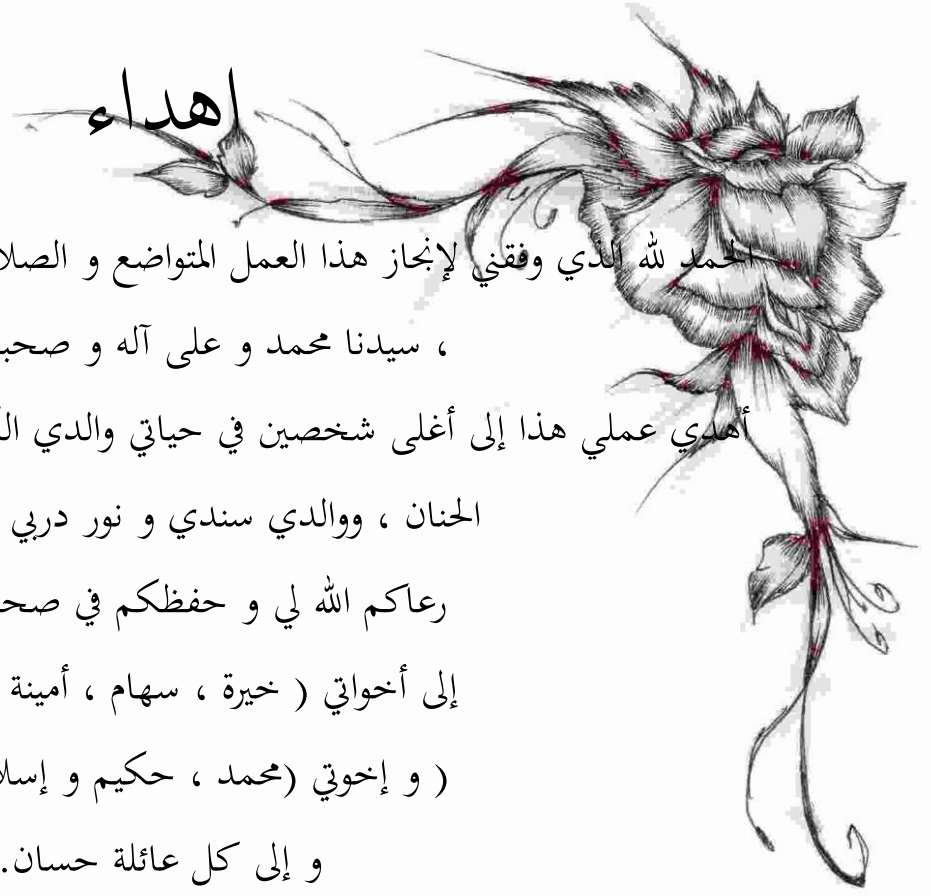 اهداء
الحمد لله الذي وفقني لإنجاز هذا العمل المتواضع و
، سيدنا محمد و على آله و
أهدي عملي هذا إلى أغلى شخصين في حياتي والدي
الحنان ، ووالدي سندي و نور دربي
رعاكم الله لي و حفظكم في
إلى أخواتي ( خيرة ، سهام ، أمينة
( و إخوتي (محمد ، حكيم و
و إلى كل عائلة حسان.